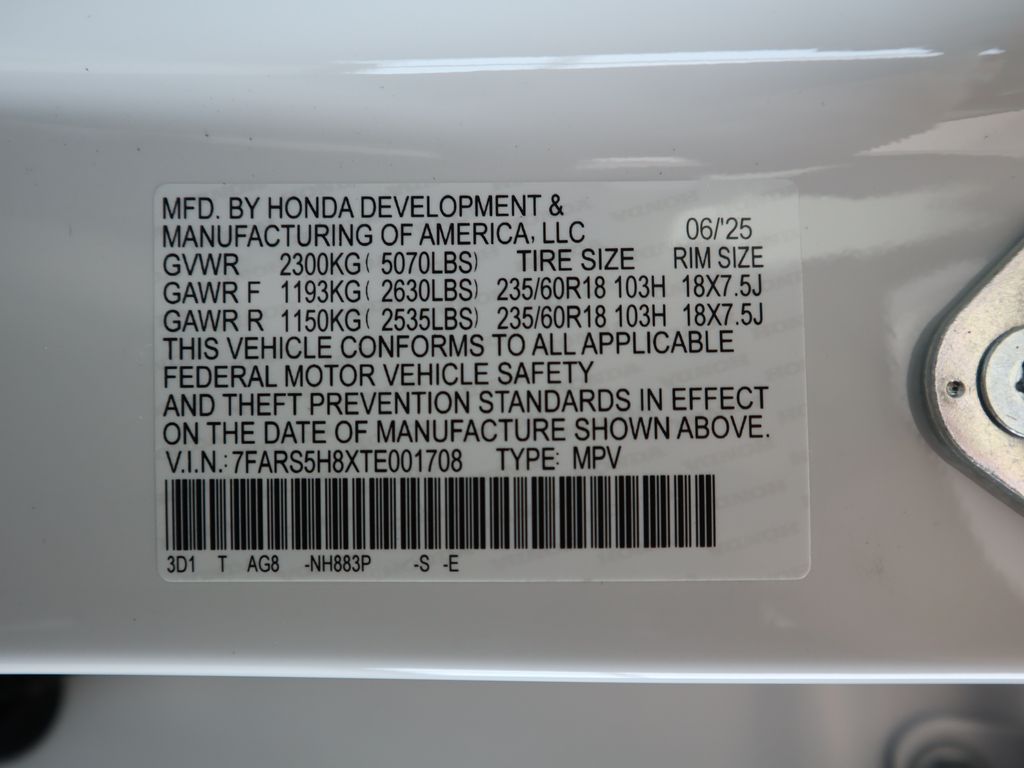 MFD. BY HONDA DEVELOPMENT &
MANUFACTURING OF AMERICA, LLC 06/'25
GVWR 2300KG( 5070LBS) TIRE SIZE RIM SIZE
GAWR F 1193KG( 2630LBS) 235/60R18 103H 18X7.5J
GAWR R 1150KG( 2535LBS) 235/60R18 103H 18X7.5J
THIS VEHICLE CONFORMS TO ALL APPLICABLE
FEDERAL MOTOR VEHICLE SAFETY
AND THEFT PREVENTION STANDARDS IN EFFECT
ON THE DATE OF MANUFACTURE SHOWN ABOVE.
V.I.N.: 7FARS5H8XTE001708 TYPE: MPV
3D1 T AG8 -NH883P -S -E